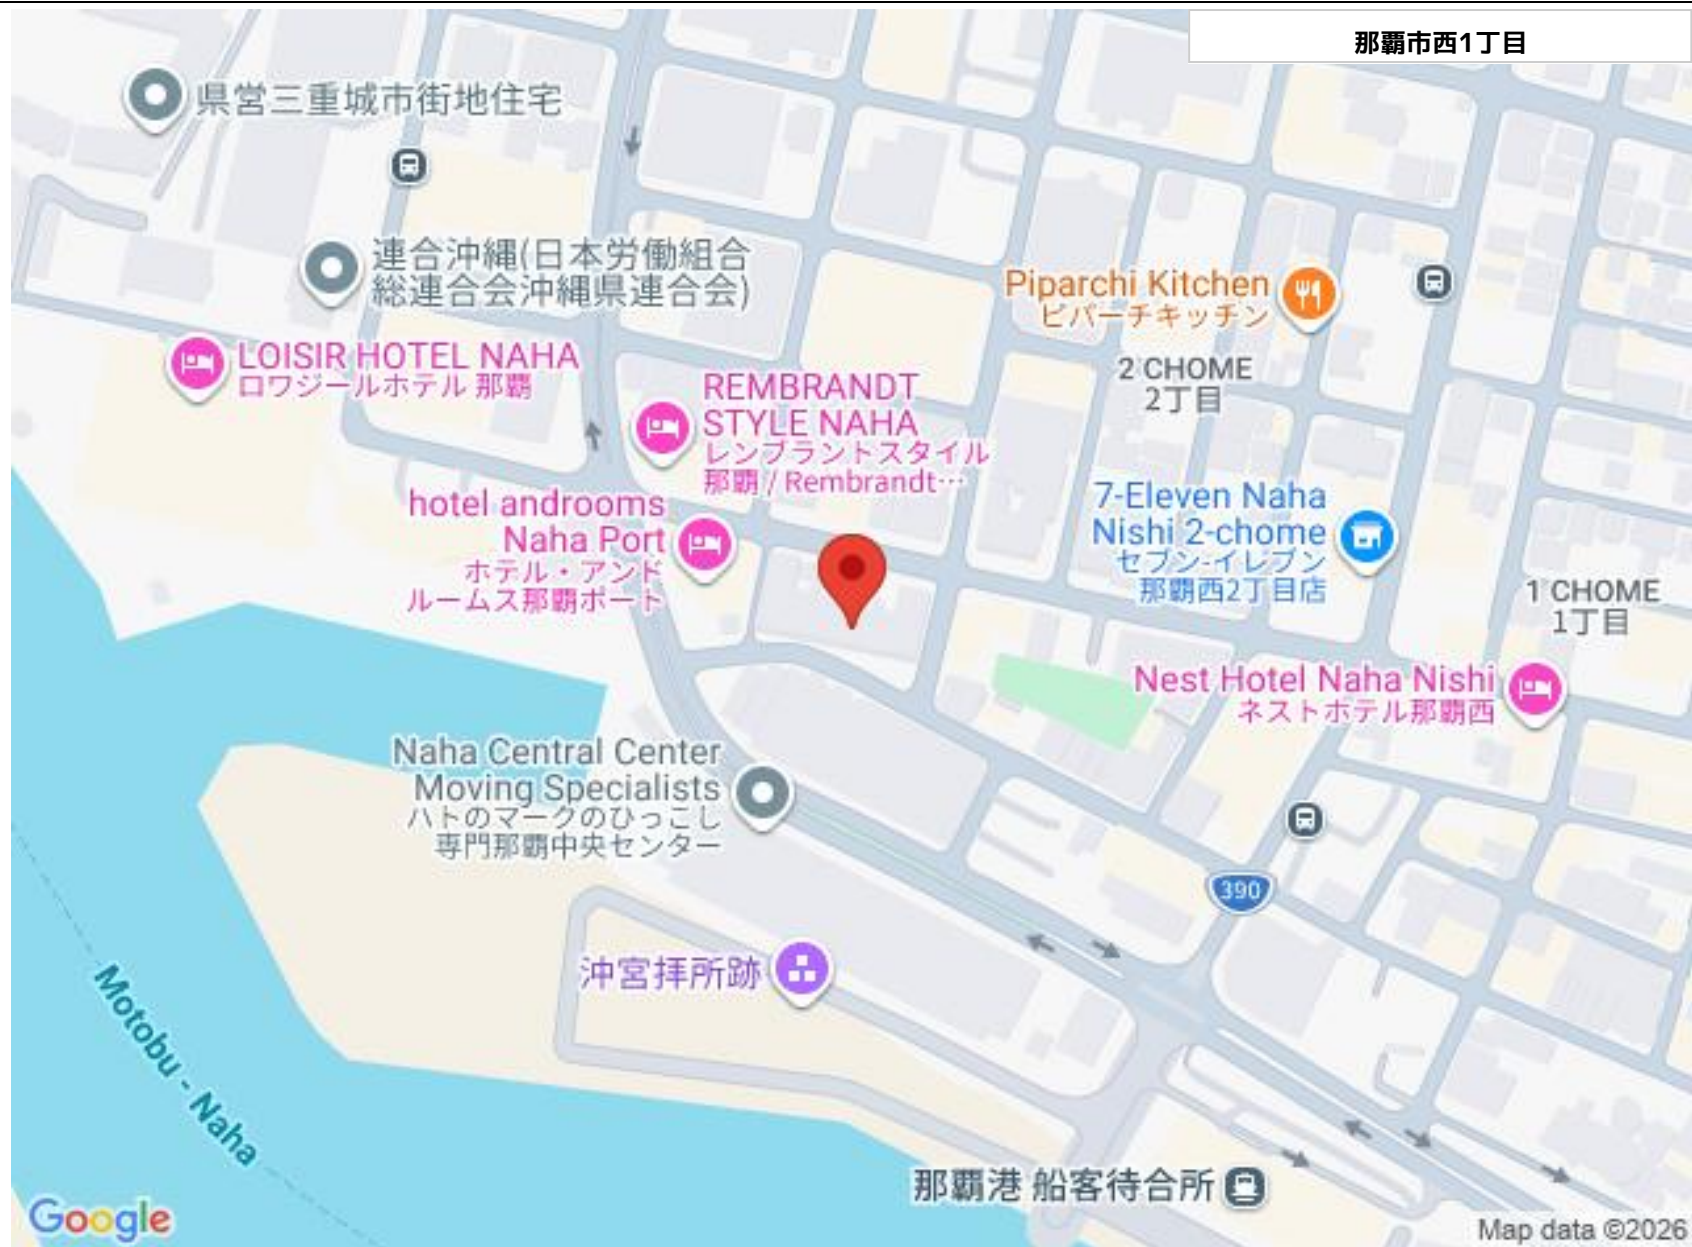 那覇市西1丁目
県営三重城市街地住宅
連合沖縄(日本労働組合
総連合会沖縄県連合会)
Piparchi Kitchen
ピパーチキッチン
LOISIR HOTEL NAHA
ロワジールホテル 那覇
2 CHOME
2丁目
REMBRANDT
STYLE NAHA
レンブラントスタイル
那覇 / Rembrandt…
hotel androoms
Naha Port
ホテル・アンド
ルームス那覇ポート
7-Eleven Naha
Nishi 2-chome
セブン-イレブン
那覇西2丁目店
1 CHOME
1丁目
Nest Hotel Naha Nishi
ネストホテル那覇西
Naha Central Center
Moving Specialists
ハトのマークのひっこし
専門那覇中央センター
390
沖宮拝所跡
Motobu - Naha
那覇港 船客待合所
Google
Map data ©2026